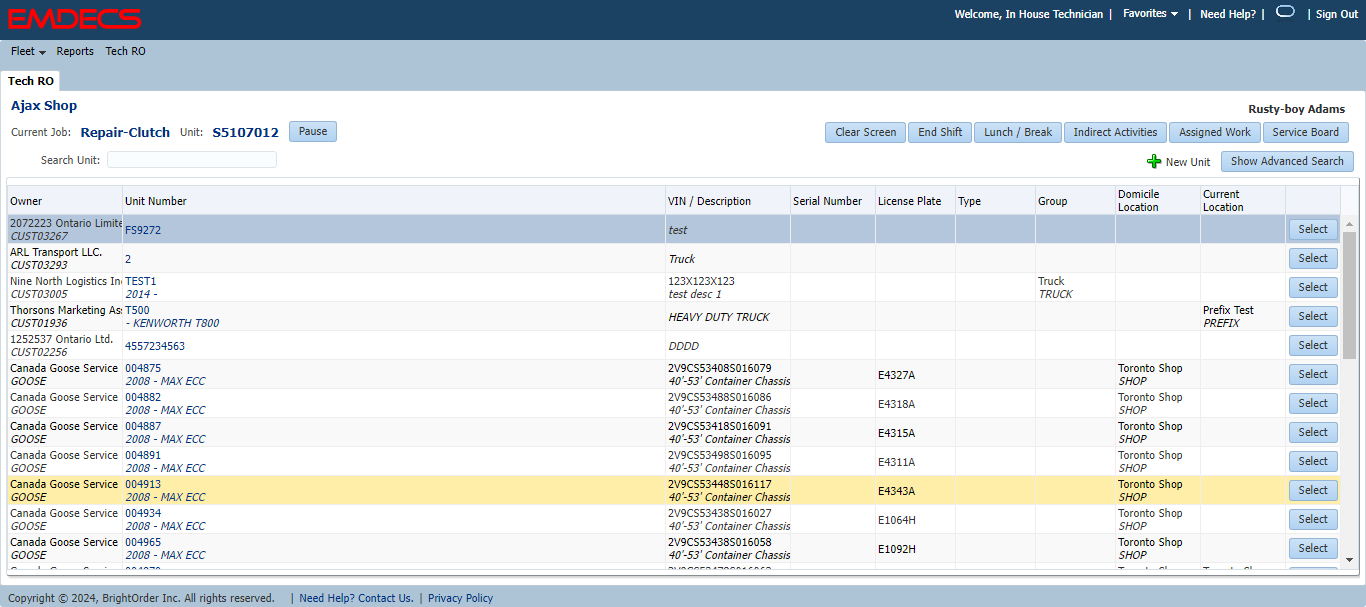 EMDECS
Welcome, In House Technician | Favorites | Need Help? | | Sign Out
Fleet Reports Tech RO
Tech RO
Ajax Shop
Rusty-boy Adams
Current Job: Repair-Clutch Unit: S5107012 Pause
Clear Screen End Shift Lunch / Break Indirect Activities Assigned Work Service Board
Search Unit:
New Unit Show Advanced Search
Owner Unit Number VIN / Description Serial Number License Plate Type Group Domicile Location Current Location
2072223 Ontario Limite
CUST03267 FS9272 test Select
ARL Transport LLC.
CUST03293 2 Truck Select
Nine North Logistics In TEST1 123X123X123 Truck
CUST03005 2014 - test desc 1 TRUCK Select
Thorsons Marketing As T500 Prefix Test
CUST01936 - KENWORTH T800 HEAVY DUTY TRUCK PREFIX Select
1252537 Ontario Ltd.
CUST02256 4557234563 DDDD Select
Canada Goose Service 004875 2V9CS53408S016079 Toronto Shop
GOOSE 2008 - MAX ECC 40'-53' Container Chassis E4327A SHOP Select
Canada Goose Service 004882 2V9CS53488S016086 Toronto Shop
GOOSE 2008 - MAX ECC 40'-53' Container Chassis E4318A SHOP Select
Canada Goose Service 004887 2V9CS53418S016091 Toronto Shop
GOOSE 2008 - MAX ECC 40'-53' Container Chassis E4315A SHOP Select
Canada Goose Service 004891 2V9CS53498S016095 Toronto Shop
GOOSE 2008 - MAX ECC 40'-53' Container Chassis E4311A SHOP Select
Canada Goose Service 004913 2V9CS53448S016117 Toronto Shop
GOOSE 2008 - MAX ECC 40'-53' Container Chassis E4343A SHOP Select
Canada Goose Service 004934 2V9CS53438S016027 Toronto Shop
GOOSE 2008 - MAX ECC 40'-53' Container Chassis E1064H SHOP Select
Canada Goose Service 004965 2V9CS53438S016058 Toronto Shop
GOOSE 2008 - MAX ECC 40'-53' Container Chassis E1092H SHOP Select
Copyright © 2024, BrightOrder Inc. All rights reserved. | Need Help? Contact Us. | Privacy Policy